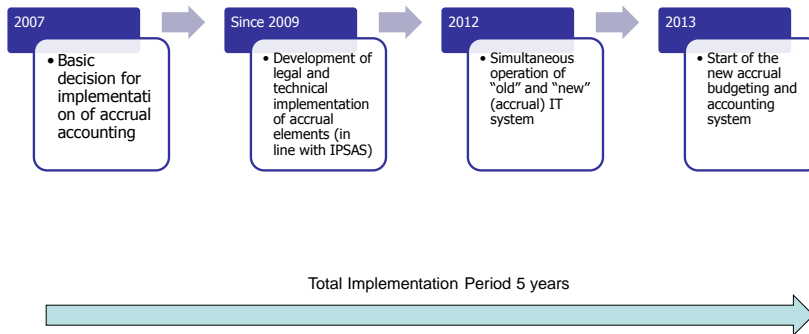 2007
• Basic
decision for
implementati
on of accrual
accounting
Since 2009
• Development of
legal and
technical
implementation
of accrual
elements (in
line with IPSAS)
2012
• Simultaneous
operation of
“old” and “new”
(accrual) IT
system
2013
• Start of the
new accrual
budgeting and
accounting
system
Total Implementation Period 5 years